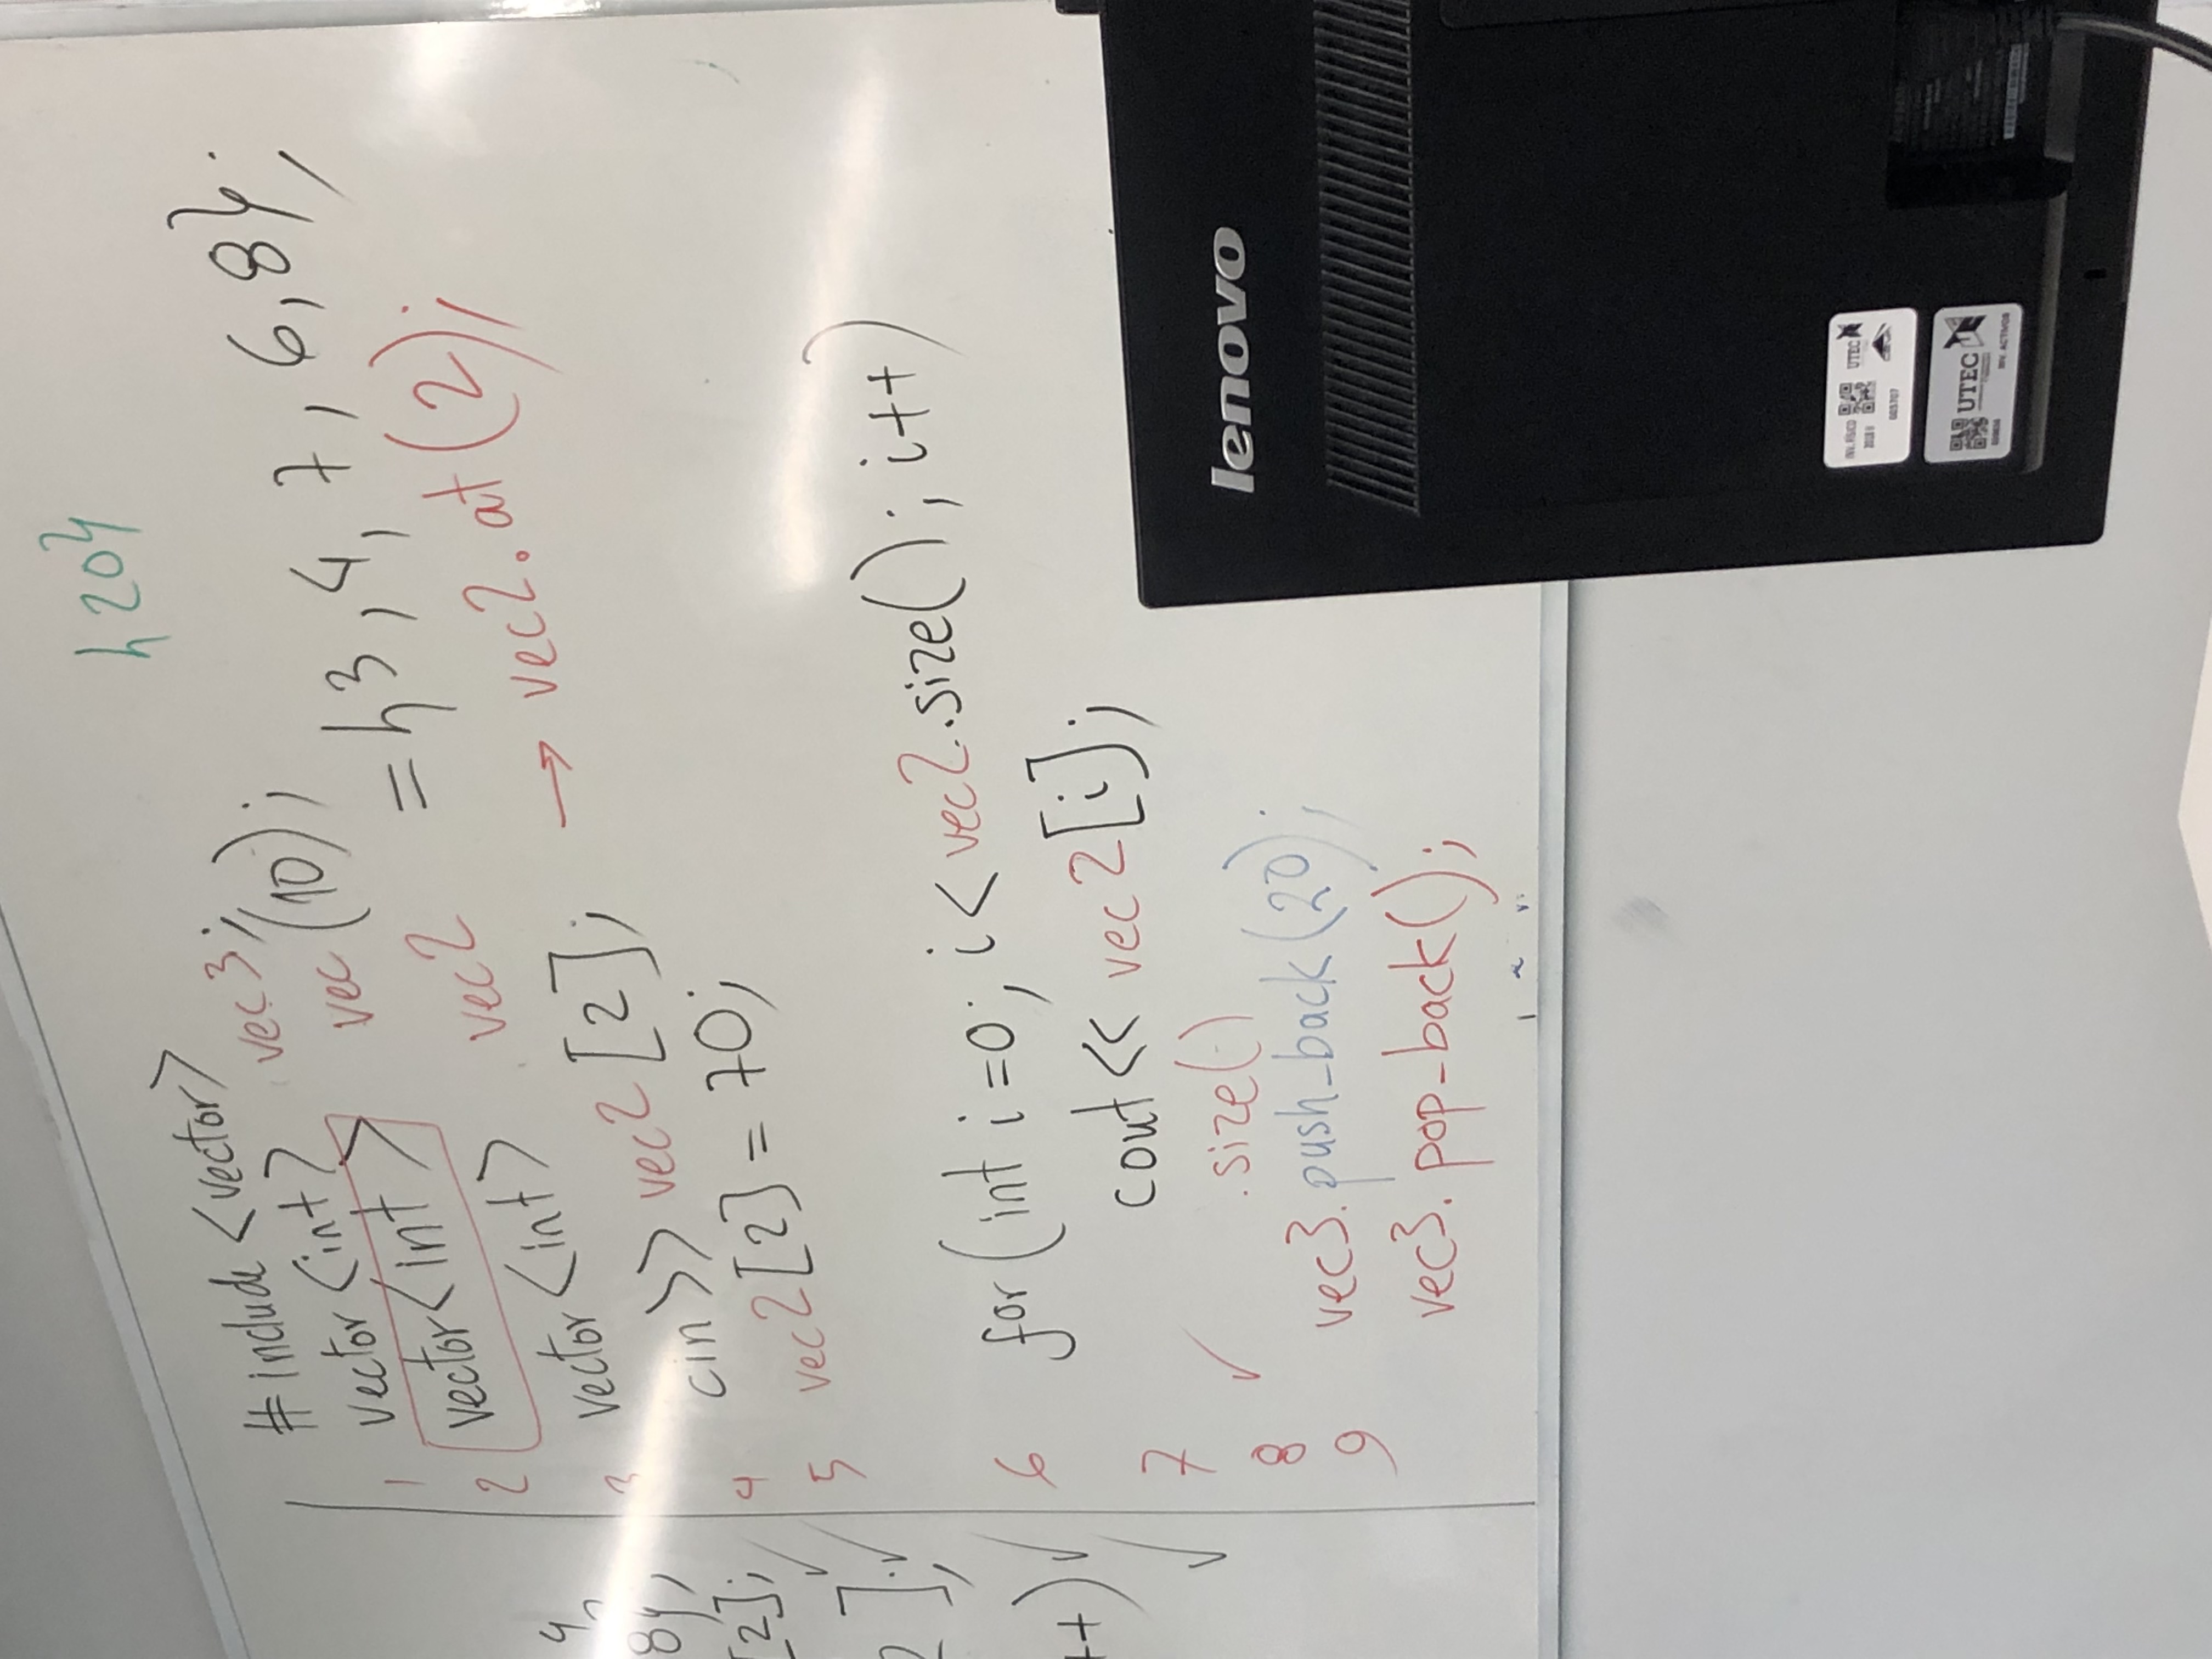 {20}
#include <vector>
1 vector <int> vec3;
2 vector <int> vec (10);
3 vector <int> vec2 = {3, 4, 7, 6, 8};
4 cin >> vec2 [2]; → vec2.at(2);
5 vec2 [2] = 70;
6 for (int i=0; i < vec2.size(); i++)
7 cout << vec2[i];
8 ✓ .size()
9 vec3.push_back(20);
vec3.pop_back();
4
8};
[2]; ✓
2]; ✓
++) ✓
✓
lenovo
INV. FÍSICO
2018 II
UTEC
003707
UTEC
INV. ACTIVOS